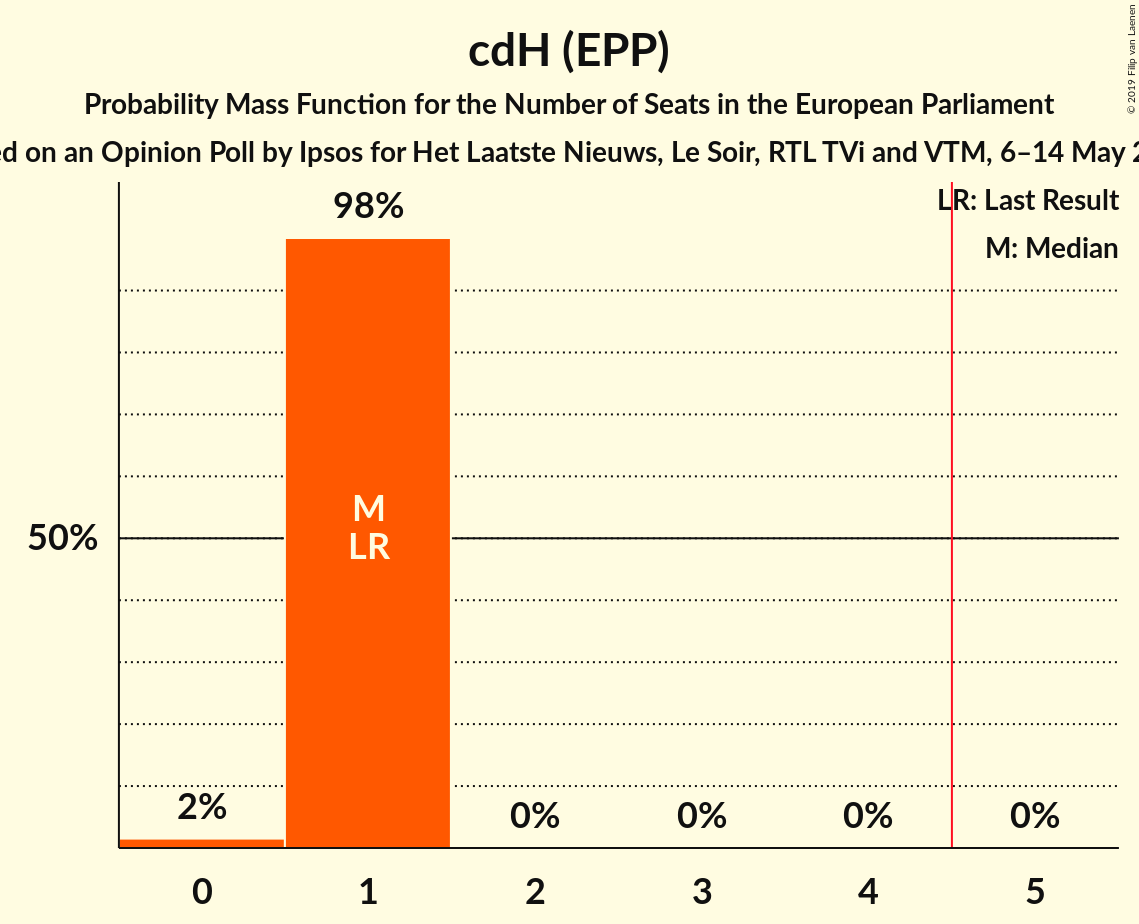 cdH (EPP)
Probability Mass Function for the Number of Seats in the European Parliament
ed on an Opinion Poll by Ipsos for Het Laatste Nieuws, Le Soir, RTL TVi and VTM, 6–14 May 2
© 2019 Filip van Laenen
LR: Last Result
M: Median
98%
M
LR
50%
2%
0%
0%
0%
0%
0
1
2
3
4
5